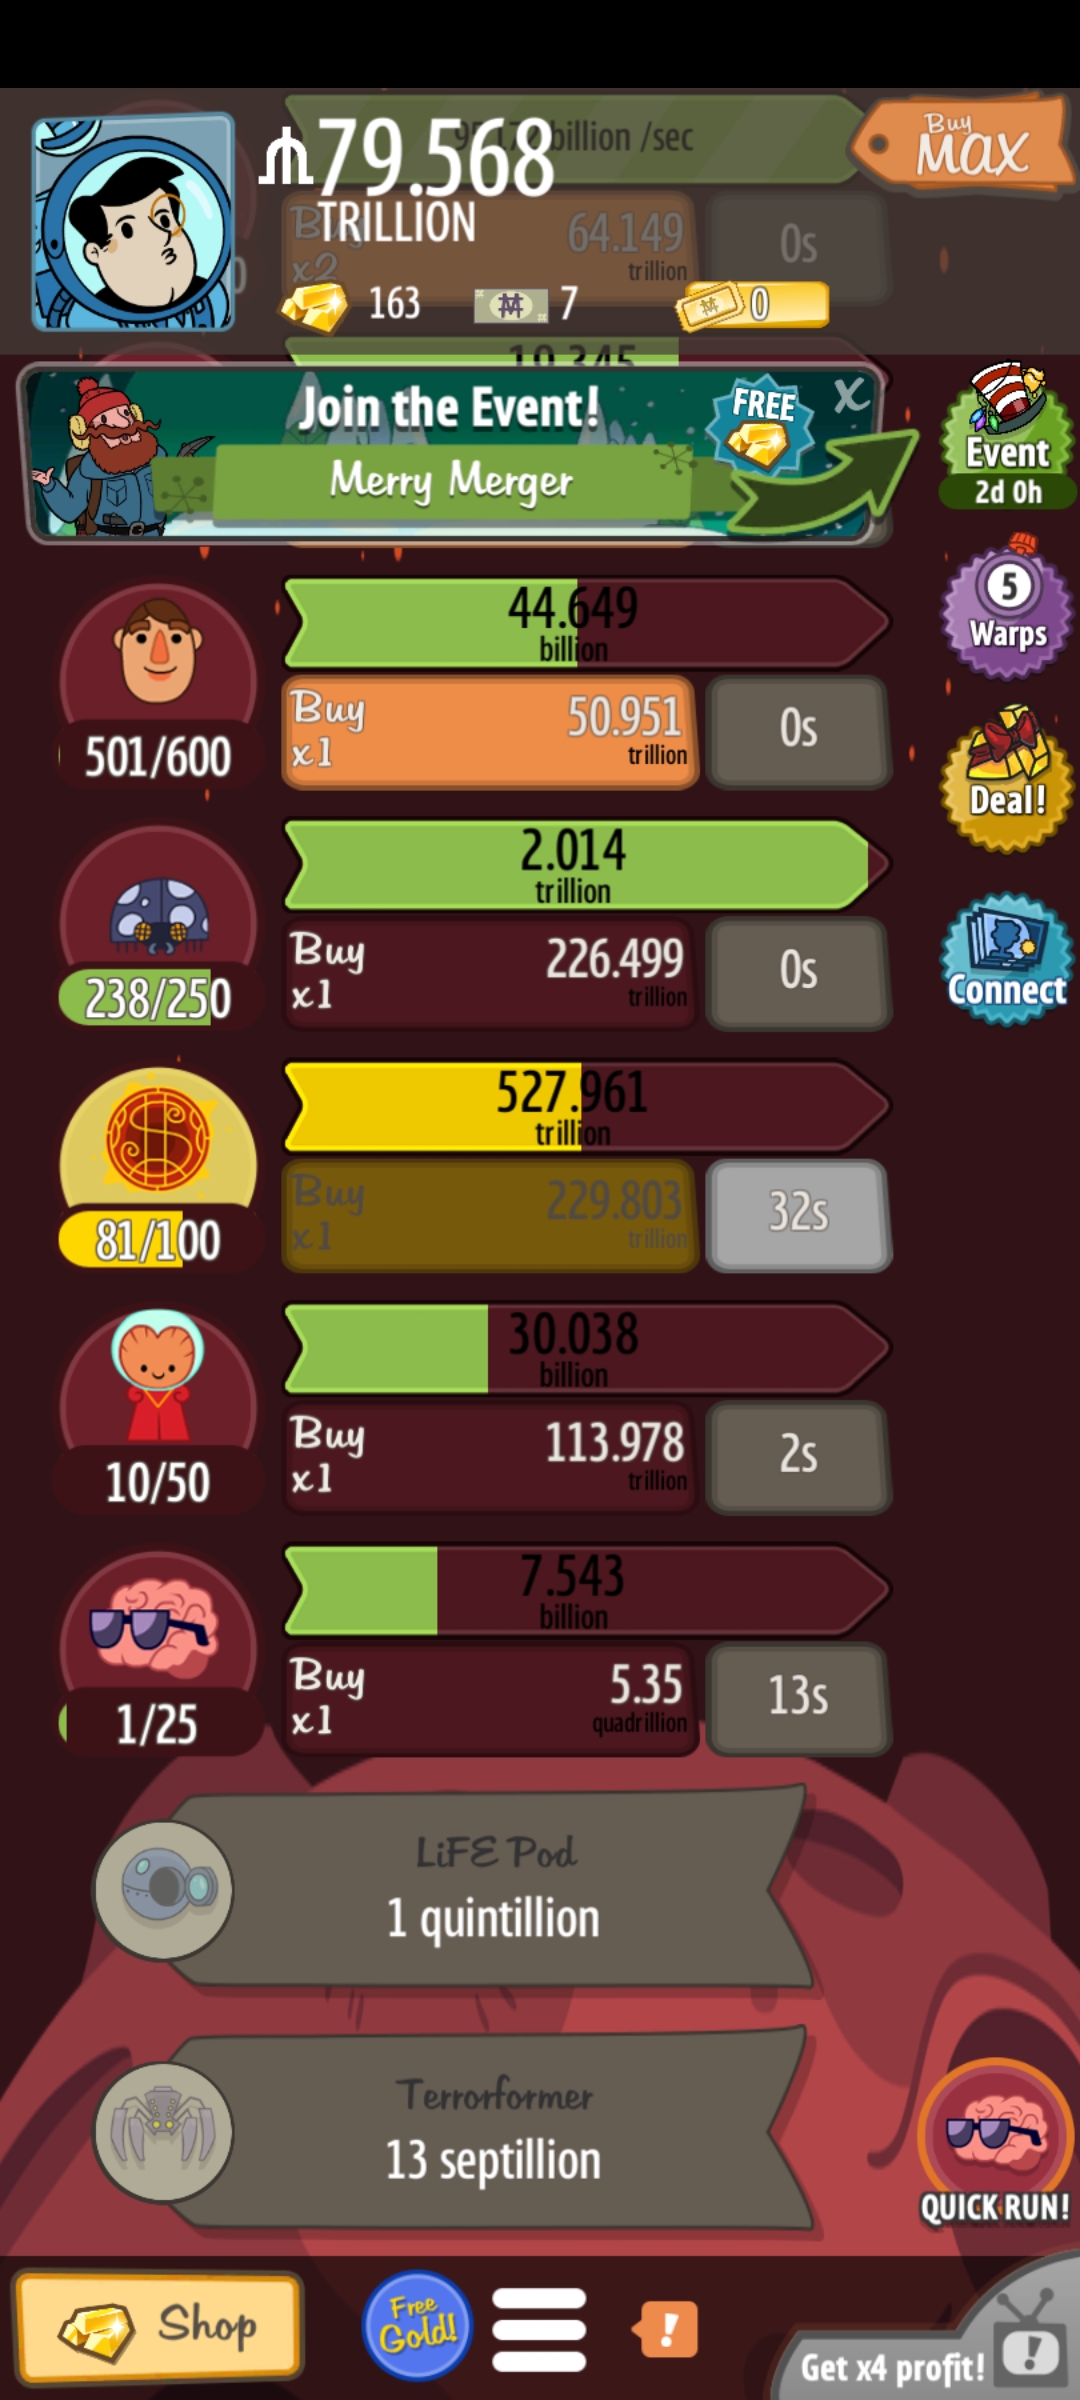 79.568
TRILLION
billion /sec
Buy
MAX
Buy
x2
64.149
trillion
0s
163
7
0
Join the Event!
FREE
X
Merry Merger
Event
2d 0h
44.649
billion
501/600
Buy
x1
50.951
trillion
0s
5
Warps
2.014
trillion
238/250
Buy
x1
226.499
trillion
0s
Deal!
Connect
527.961
trillion
81/100
Buy
x1
229.803
trillion
32s
30.038
billion
10/50
Buy
x1
113.978
trillion
2s
7.543
billion
1/25
Buy
x1
5.35
quadrillion
13s
LiFE Pod
1 quintillion
Terrorformer
13 septillion
QUICK RUN!
Shop
Free
Gold!
!
Get x4 profit!
!